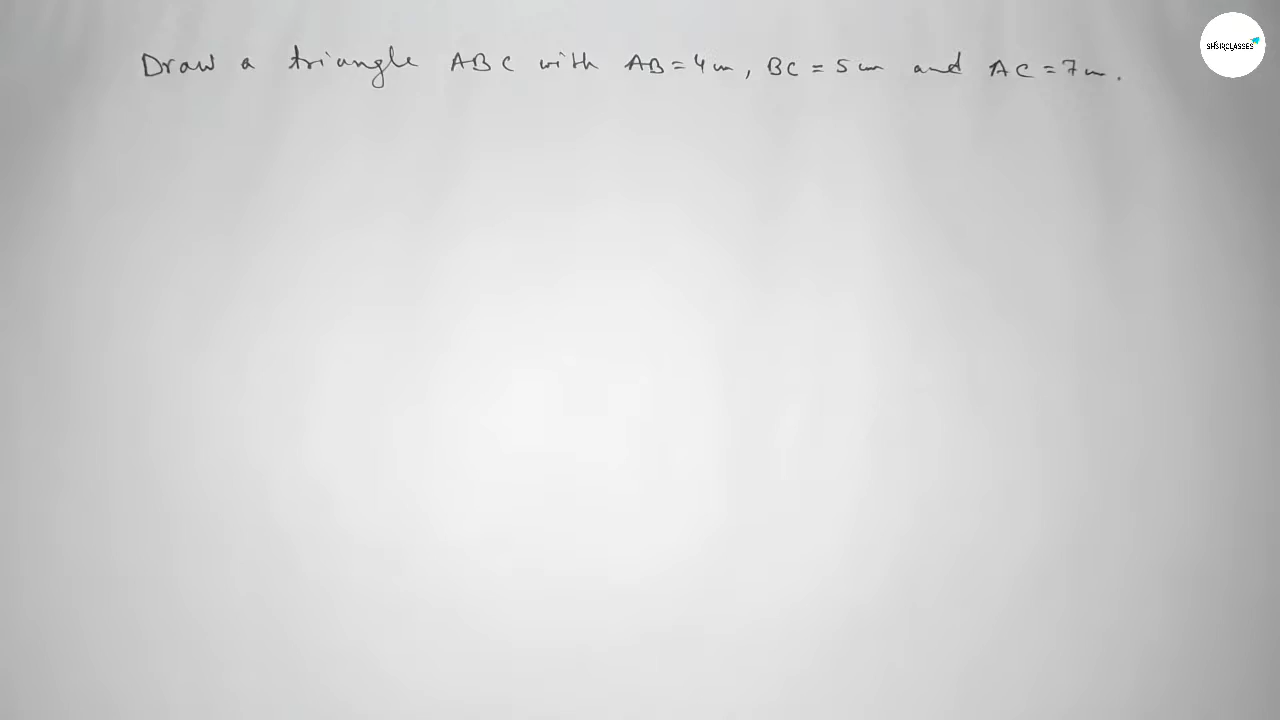 Draw a triangle ABC with AB = 4 cm, BC = 5 cm and AC = 7 cm.
SHSIRCLASSES